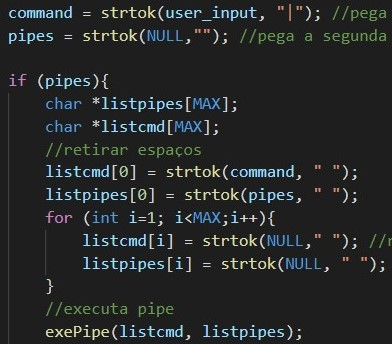 command = strtok(user_input, "|"); //pega
pipes = strtok(NULL,""); //pega a segunda
if (pipes){
char *listpipes[MAX];
char *listcmd[MAX];
//retirar espaços
listcmd[0] = strtok(command, " ");
listpipes[0] = strtok(pipes, " ");
for (int i=1; i<MAX;i++){
listcmd[i] = strtok(NULL," "); //
listpipes[i] = strtok(NULL, " ");
}
//executa pipe
exePipe(listcmd, listpipes);